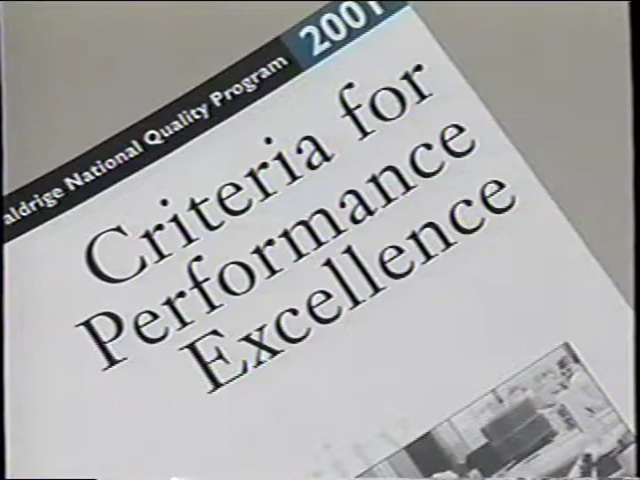 aldrige National Quality Program 2001
Criteria for
Performance
Excellence